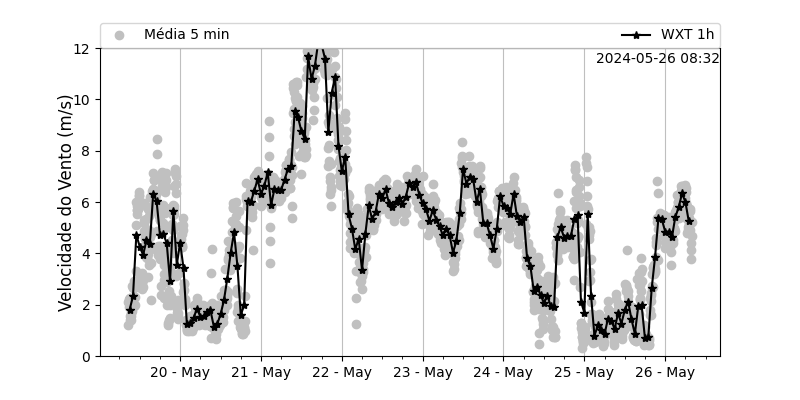 Média 5 min
WXT 1h
2024-05-26 08:32
Velocidade do Vento (m/s)
12
10
8
6
4
2
0
20 - May
21 - May
22 - May
23 - May
24 - May
25 - May
26 - May